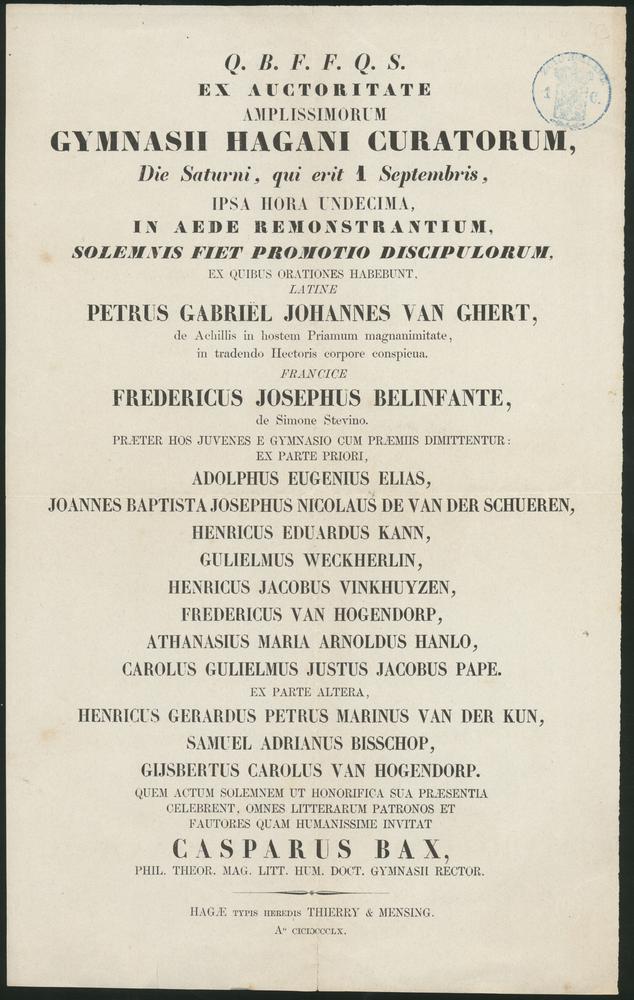 Q. B. F. F. Q. S.
EX AUCTORITATE
AMPLISSIMORUM
GYMNASII HAGANI CURATORUM,
Die Saturni, qui erit 1 Septembris,
IPSA HORA UNDECIMA,
IN AEDE REMONSTRANTIUM,
SOLEMNIS FIET PROMOTIO DISCIPULORUM,
EX QUIBUS ORATIONES HABEBUNT,
LATINE
PETRUS GABRIËL JOHANNES VAN GHERT,
de Achillis in hostem Priamum magnanimitate,
in tradendo Hectoris corpore conspicua.
FRANCICE
FREDERICUS JOSEPHUS BELINFANTE,
de Simone Stevino.
PRÆTER HOS JUVENES E GYMNASIO CUM PRÆMIIS DIMITTENTUR:
EX PARTE PRIORI,
ADOLPHUS EUGENIUS ELIAS,
JOANNES BAPTISTA JOSEPHUS NICOLAUS DE VAN DER SCHUEREN,
HENRICUS EDUARDUS KANN,
GULIELMUS WECKHERLIN,
HENRICUS JACOBUS VINKHUYZEN,
FREDERICUS VAN HOGENDORP,
ATHANASIUS MARIA ARNOLDUS HANLO,
CAROLUS GULIELMUS JUSTUS JACOBUS PAPE.
EX PARTE ALTERA,
HENRICUS GERARDUS PETRUS MARINUS VAN DER KUN,
SAMUEL ADRIANUS BISSCHOP,
GIJSBERTUS CAROLUS VAN HOGENDORP.
QUEM ACTUM SOLEMNEM UT HONORIFICA SUA PRÆSENTIA
CELEBRENT, OMNES LITTERARUM PATRONOS ET
FAUTORES QUAM HUMANISSIME INVITAT
CASPARUS BAX,
PHIL. THEOR. MAG. LITT. HUM. DOCT. GYMNASII RECTOR.
HAGÆ TYPIS HEREDIS THIERRY & MENSING.
Aº CIↃIↃCCCLX.